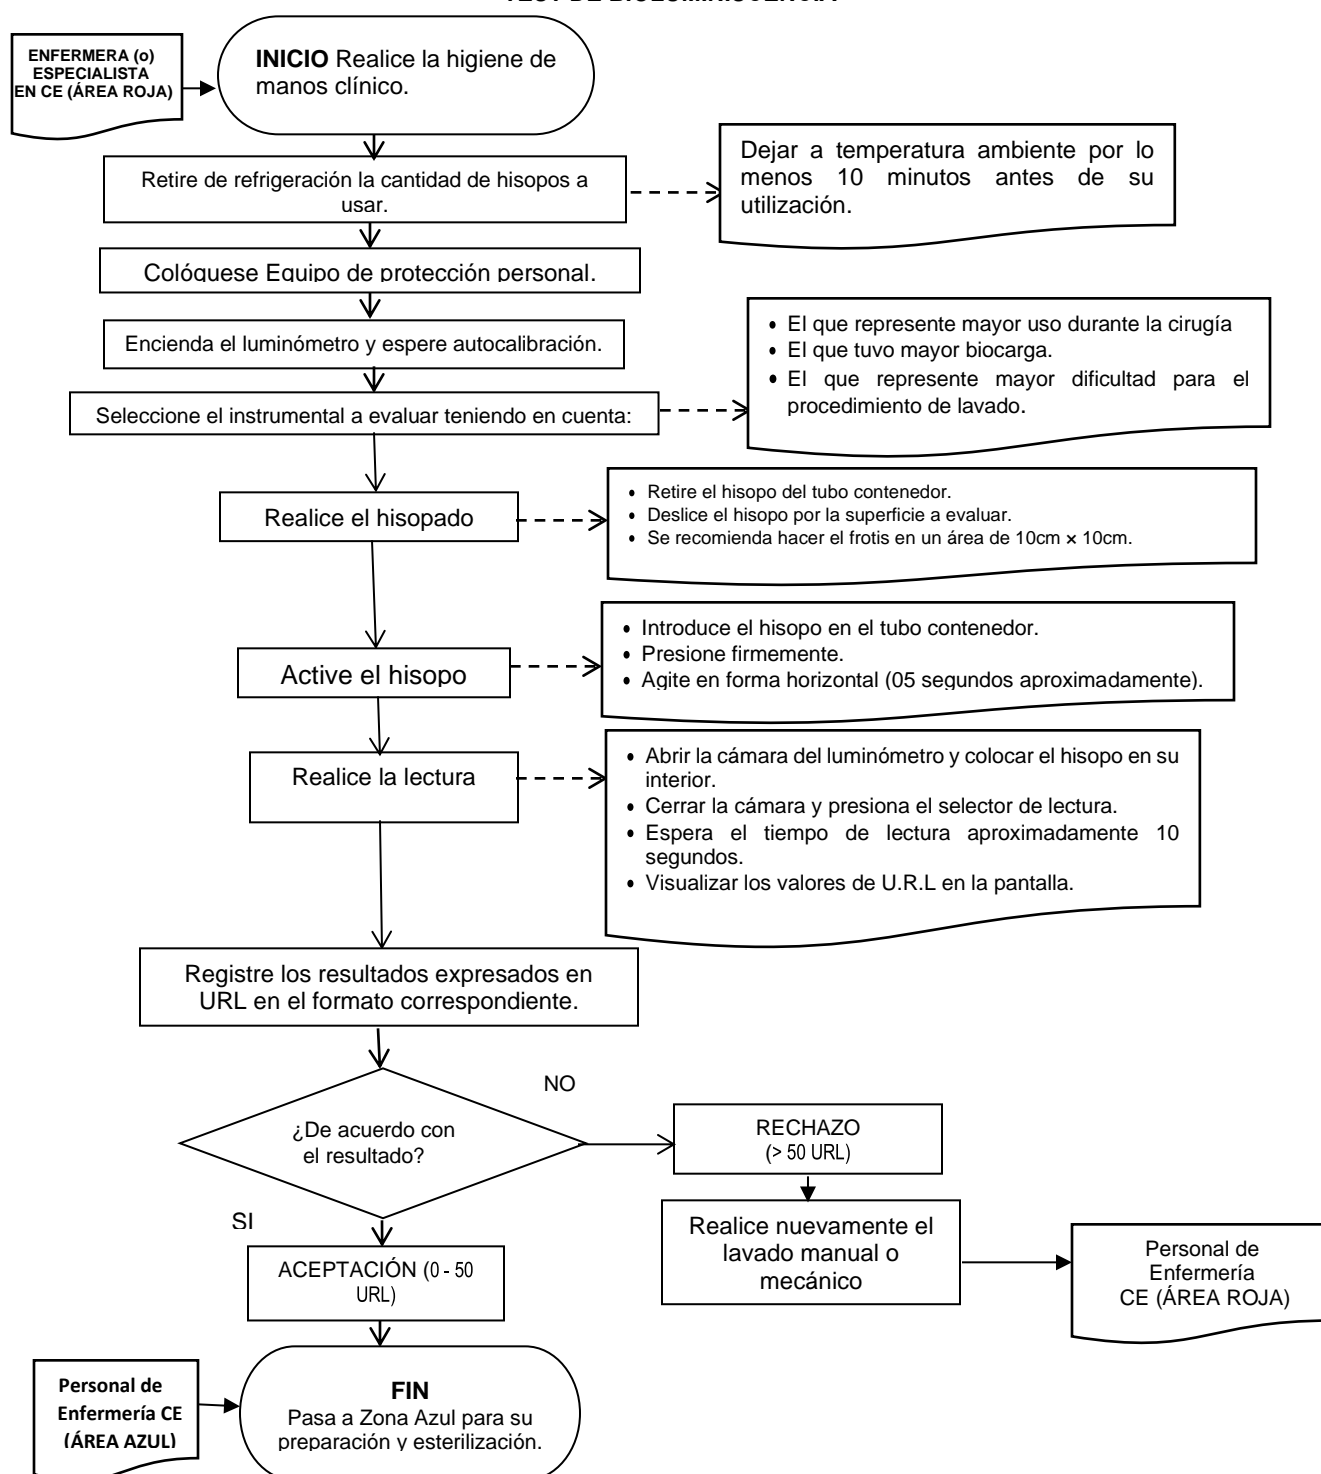 ENFERMERA (o)
ESPECIALISTA
EN CE (ÁREA ROJA)
INICIO Realice la higiene de
manos clínico.
Retire de refrigeración la cantidad de hisopos a
usar.
Dejar a temperatura ambiente por lo
menos 10 minutos antes de su
utilización.
Colóquese Equipo de protección personal.
Encienda el luminómetro y espere autocalibración.
Seleccione el instrumental a evaluar teniendo en cuenta:
• El que represente mayor uso durante la cirugía
• El que tuvo mayor biocarga.
• El que represente mayor dificultad para el
procedimiento de lavado.
Realice el hisopado
• Retire el hisopo del tubo contenedor.
• Deslice el hisopo por la superficie a evaluar.
• Se recomienda hacer el frotis en un área de 10cm × 10cm.
Active el hisopo
• Introduce el hisopo en el tubo contenedor.
• Presione firmemente.
• Agite en forma horizontal (05 segundos aproximadamente).
Realice la lectura
• Abrir la cámara del luminómetro y colocar el hisopo en su
interior.
• Cerrar la cámara y presiona el selector de lectura.
• Espera el tiempo de lectura aproximadamente 10
segundos.
• Visualizar los valores de U.R.L en la pantalla.
Registre los resultados expresados en
URL en el formato correspondiente.
¿De acuerdo con
el resultado?
NO
RECHAZO
(> 50 URL)
Realice nuevamente el
lavado manual o
mecánico
Personal de
Enfermería
CE (ÁREA ROJA)
SI
ACEPTACIÓN (0 - 50
URL)
Personal de
Enfermería CE
(ÁREA AZUL)
FIN
Pasa a Zona Azul para su
preparación y esterilización.